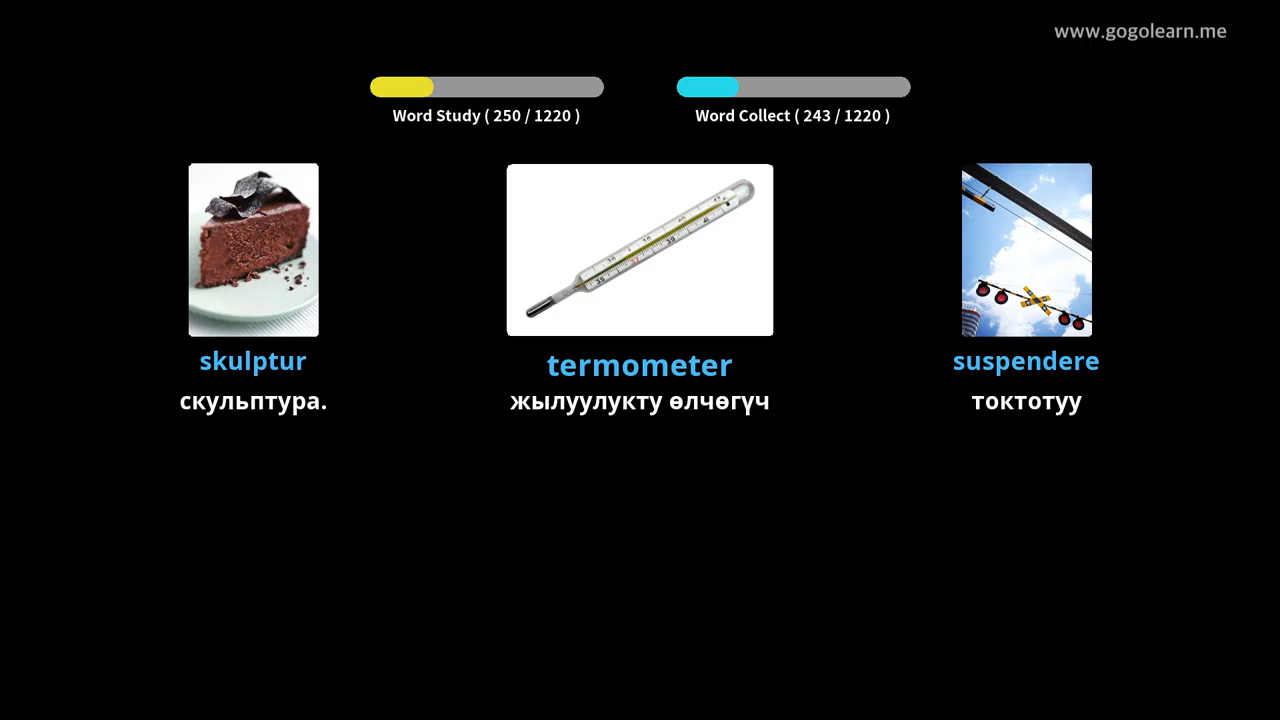 www.gogolearn.me
Word Study ( 250 / 1220 )
Word Collect ( 243 / 1220 )
skulptur
скульптура.
termometer
жылуулукту өлчөгүч
suspendere
токтотуу